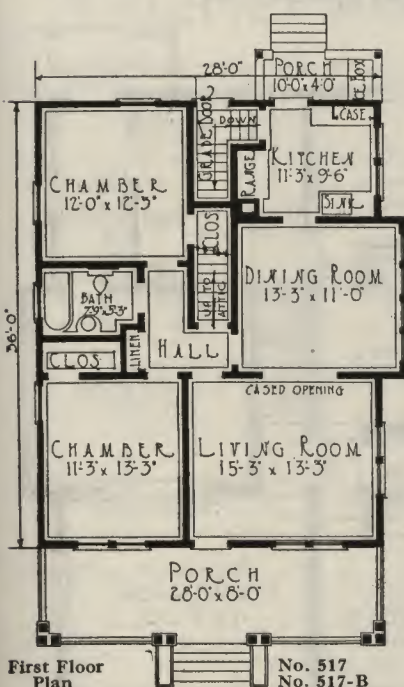 28'-0"
PORCH
10'-0" x 4'-0"
ICE BOX
GRADE DOOR
DOWN
CASE
CHAMBER
12'-0" x 12'-3"
RANGE
KITCHEN
11'-3" x 9'-6"
SINK
CLOS.
DINING ROOM
13'-3" x 11'-0"
UP TO
ATTIC
BATH
7'-9" x 5'-3"
36'-0"
LINEN
HALL
CLOS.
CASED OPENING
CHAMBER
11'-3" x 13'-3"
LIVING ROOM
15'-3" x 13'-3"
PORCH
28'-0" x 8'-0"
First Floor
Plan
No. 517
No. 517-B